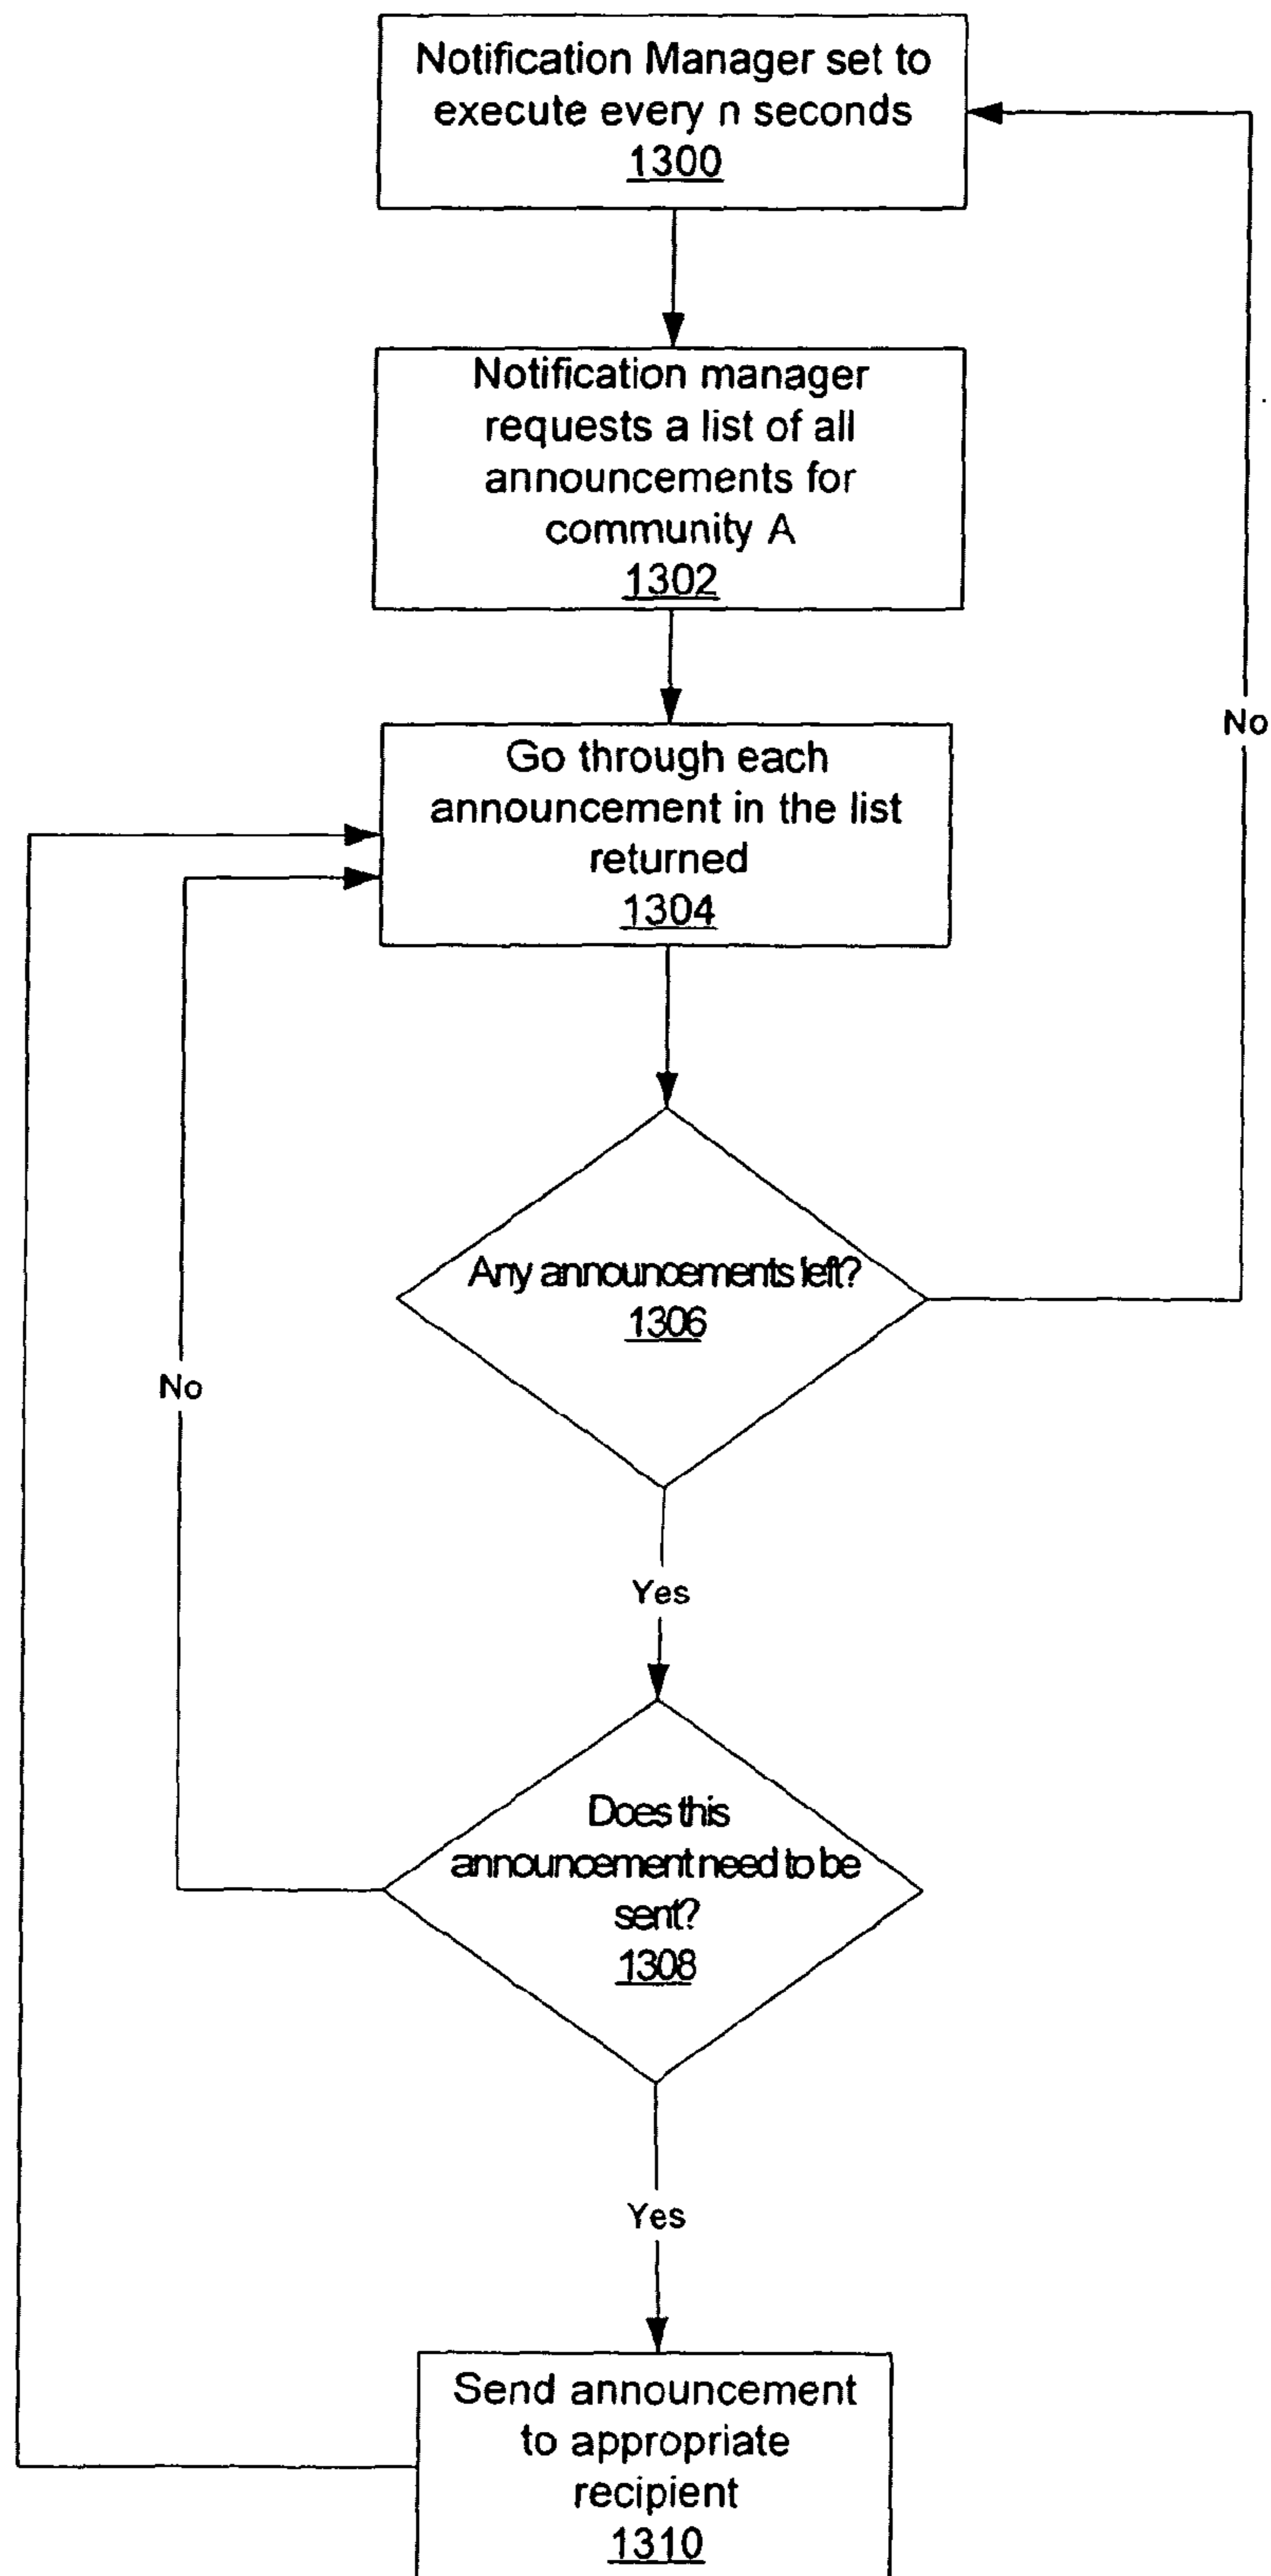 Notification Manager set to
execute every n seconds
1300
Notification manager
requests a list of all
announcements for
community A
1302
No
Go through each
announcement in the list
returned
1304
Any announcements left?
1306
No
Yes
Does this
announcement need to be
sent?
1308
Yes
Send announcement
to appropriate
recipient
1310